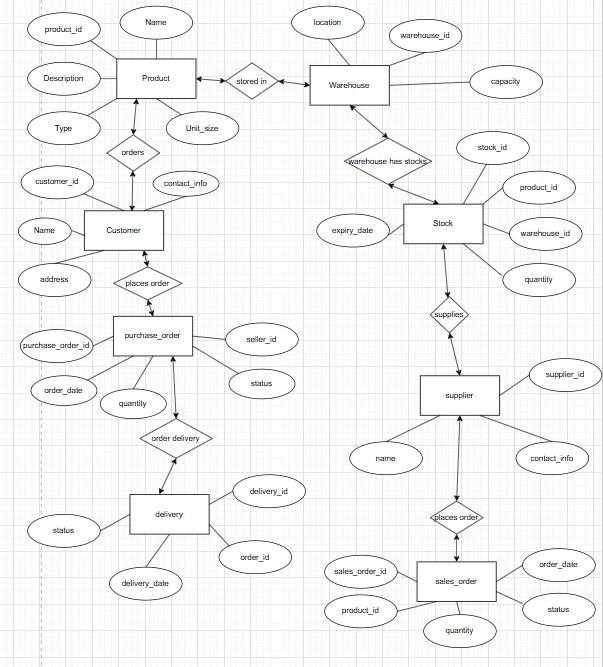 Name
location
product_id
warehouse_id
Description
Product
stored in
Warehouse
capacity
Type
Unit_size
orders
warehouse has stocks
stock_id
customer_id
contact_info
product_id
Name
Customer
expiry_date
Stock
warehouse_id
address
places order
quantity
supplies
purchase_order_id
purchase_order
seller_id
order_date
quantity
status
supplier
supplier_id
order delivery
name
contact_info
delivery_id
status
delivery
places order
order_id
delivery_date
sales_order_id
sales_order
order_date
product_id
quantity
status